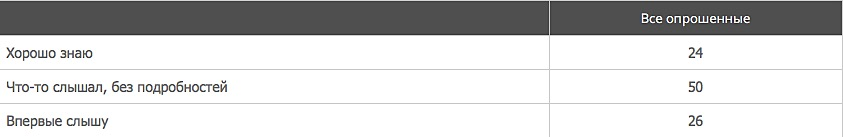 Все опрошенные
Хорошо знаю 24
Что-то слышал, без подробностей 50
Впервые слышу 26